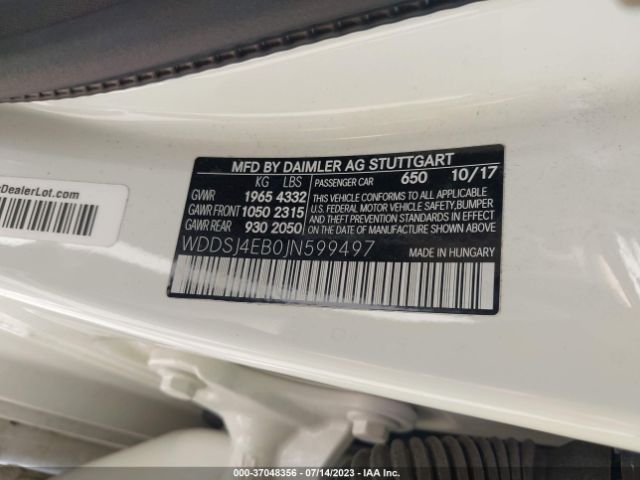 MFD BY DAIMLER AG STUTTGART
KG LBS PASSENGER CAR 650 10/17
GVWR 1965 4332
GAWR FRONT 1050 2315
GAWR REAR 930 2050
THIS VEHICLE CONFORMS TO ALL APPLICABLE
U.S. FEDERAL MOTOR VEHICLE SAFETY, BUMPER
AND THEFT PREVENTION STANDARDS IN EFFECT
ON THE DATE OF MANUFACTURE SHOWN ABOVE.
WDDSJ4EB0JN599497 MADE IN HUNGARY
DealerLot.com
000-37048356 / 07/14/2023 / IAA Inc.